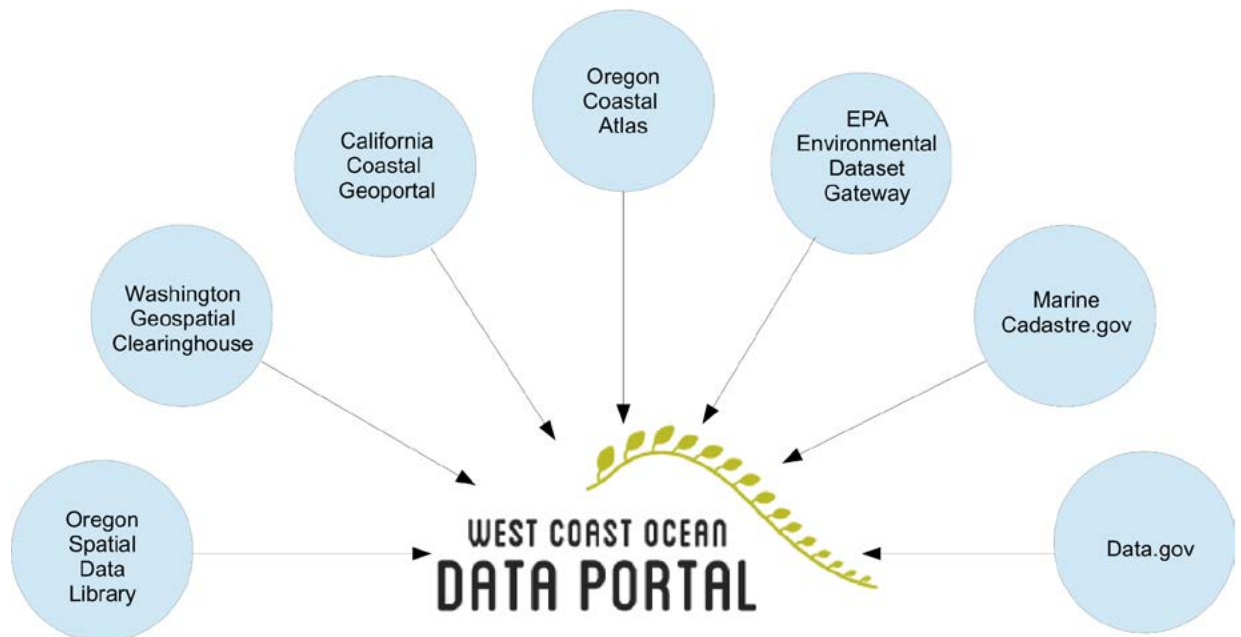 Oregon
Coastal
Atlas
EPA
Environmental
Dataset
Gateway
California
Coastal
Geoportal
Marine
Cadastre.gov
Washington
Geospatial
Clearinghouse
Oregon
Spatial
Data
Library
WEST COAST OCEAN
DATA PORTAL
Data.gov